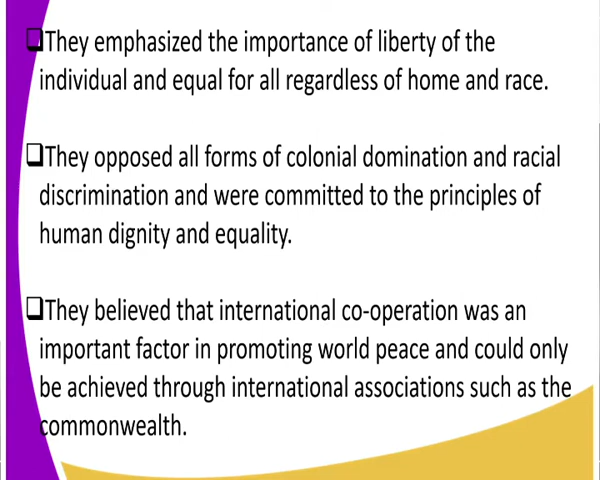 ❑They emphasized the importance of liberty of the
individual and equal for all regardless of home and race.
❑They opposed all forms of colonial domination and racial
discrimination and were committed to the principles of
human dignity and equality.
❑They believed that international co-operation was an
important factor in promoting world peace and could only
be achieved through international associations such as the
commonwealth.